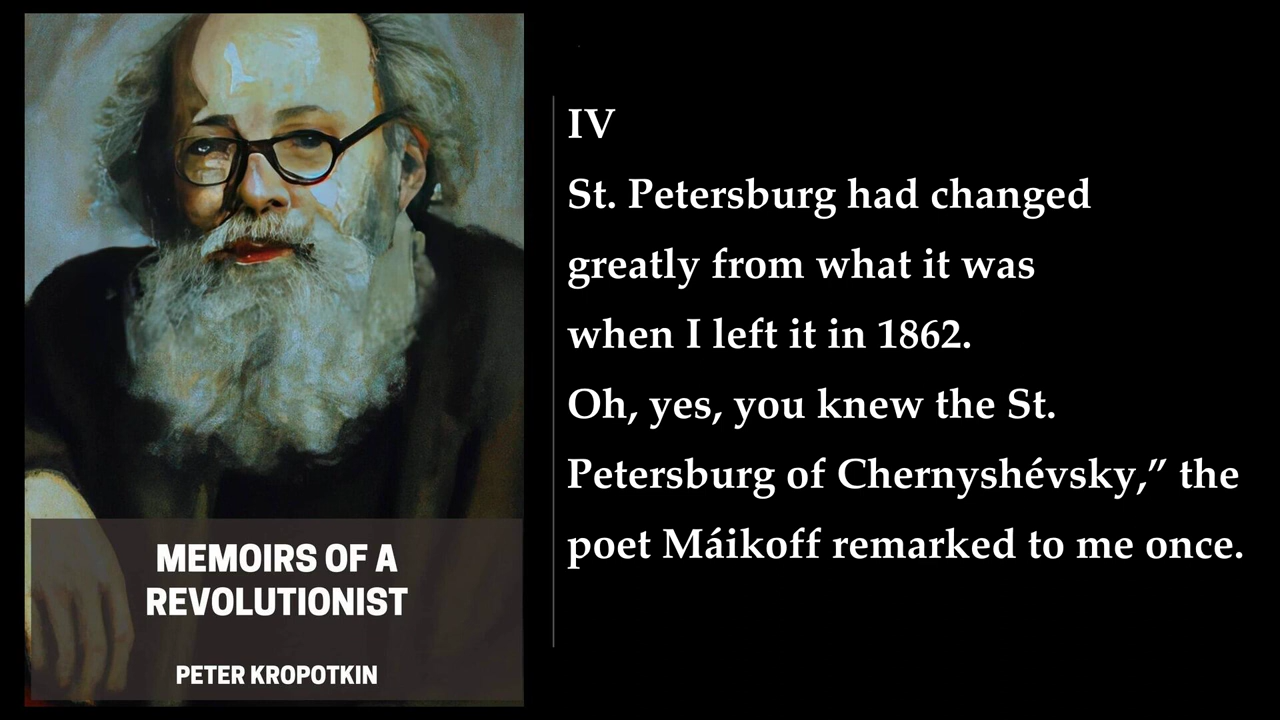 MEMOIRS OF A
REVOLUTIONIST
PETER KROPOTKIN
IV
St. Petersburg had changed
greatly from what it was
when I left it in 1862.
Oh, yes, you knew the St.
Petersburg of Chernyshévsky,” the
poet Máikoff remarked to me once.